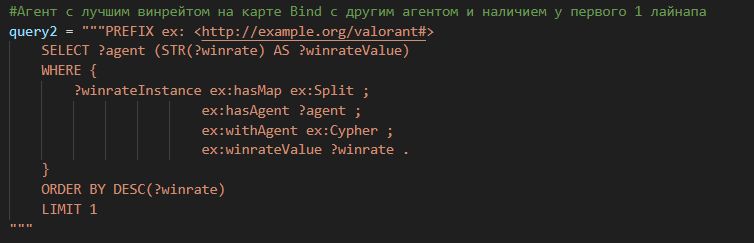 #Агент с лучшим винрейтом на карте Bind с другим агентом и наличием у первого 1 лайнапа
query2 = """PREFIX ex: <http://example.org/valorant#>
SELECT ?agent (STR(?winrate) AS ?winrateValue)
WHERE {
?winrateInstance ex:hasMap ex:Split ;
ex:hasAgent ?agent ;
ex:withAgent ex:Cypher ;
ex:winrateValue ?winrate .
}
ORDER BY DESC(?winrate)
LIMIT 1
"""